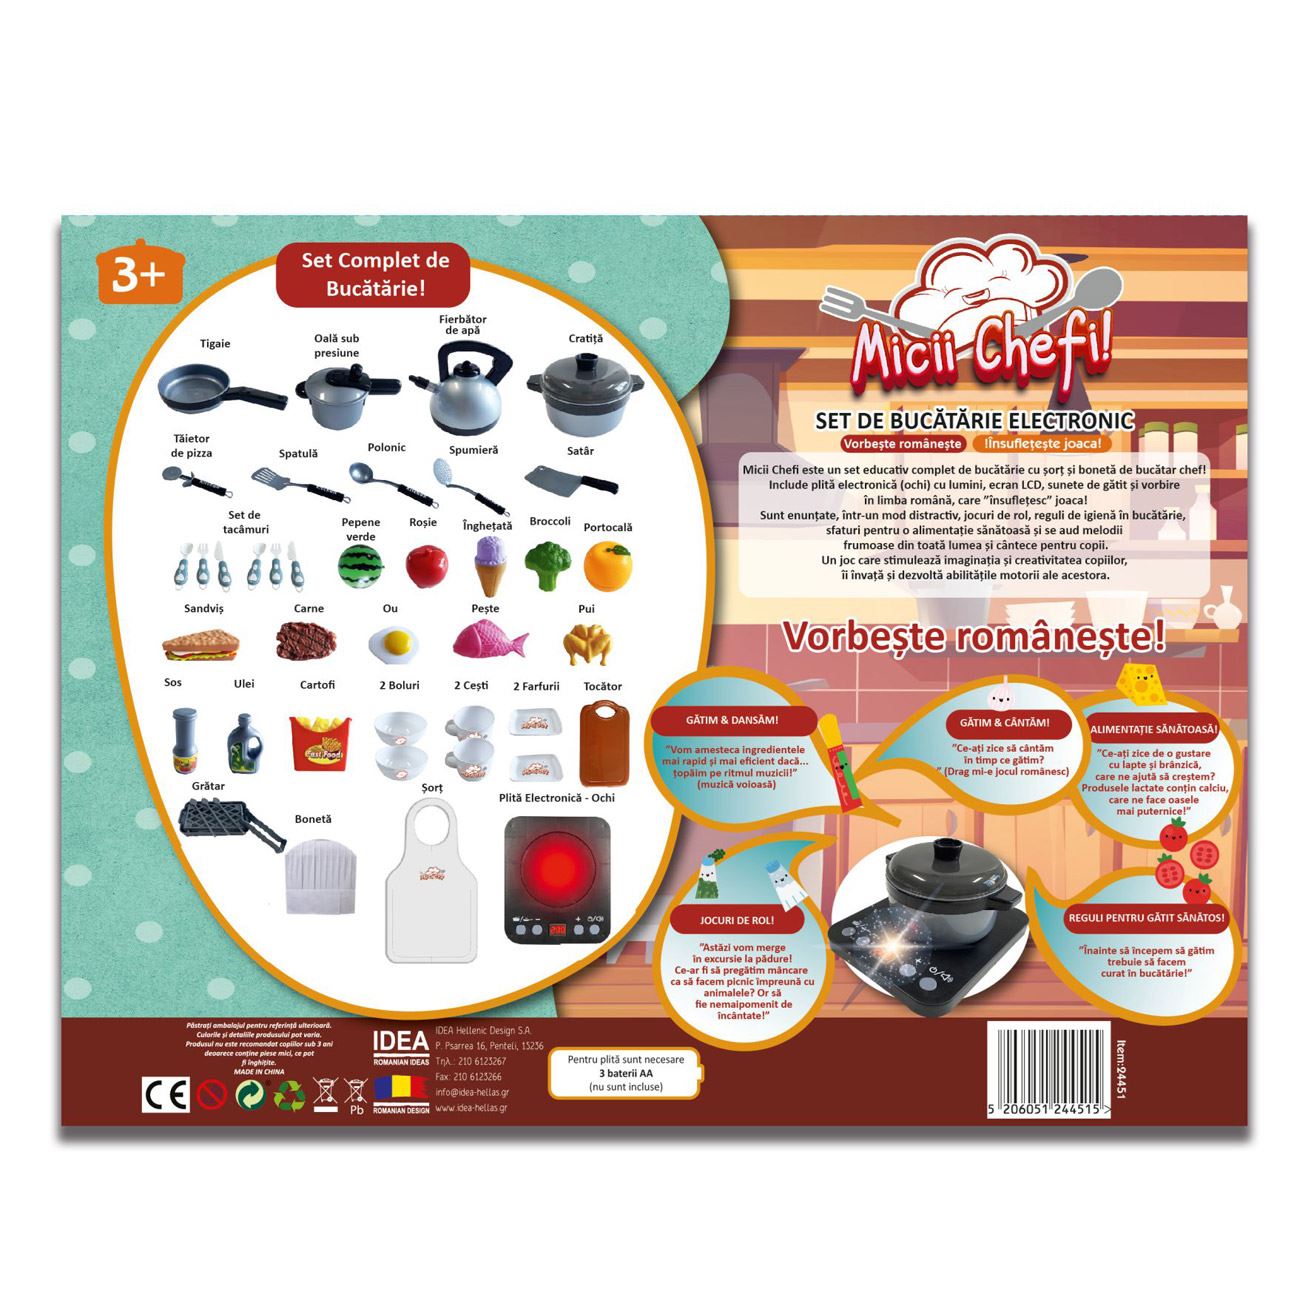 3+
Set Complet de
Bucătărie!
Tigaie
Oală sub
presiune
Fierbător
de apă
Cratiță
Tăietor
de pizza
Spatulă
Polonic
Spumieră
Satâr
Set de
tacâmuri
Pepene
verde
Roșie
Înghețată
Broccoli
Portocală
Sandviș
Carne
Ou
Pește
Pui
Sos
Ulei
Cartofi
2 Boluri
2 Cești
2 Farfurii
Tocător
Fast Foods
Grătar
Bonetă
Șorț
Plită Electronică - Ochi
Micii Chefi!
SET DE BUCĂTĂRIE ELECTRONIC
Vorbește românește
!Însuflețește joaca!
Micii Chefi este un set educativ complet de bucătărie cu șorț și bonetă de bucătar chef!
Include plită electronică (ochi) cu lumini, ecran LCD, sunete de gătit și vorbire
în limba română, care "însuflețesc" joaca!
Sunt enunțate, într-un mod distractiv, jocuri de rol, reguli de igienă în bucătărie,
sfaturi pentru o alimentație sănătoasă și se aud melodii
frumoase din toată lumea și cântece pentru copii.
Un joc care stimulează imaginația și creativitatea copiilor,
îi învață și dezvoltă abilitățile motorii ale acestora.
Vorbește românește!
GĂTIM & DANSĂM!
"Vom amesteca ingredientele
mai rapid și mai eficient dacă...
țopăim pe ritmul muzicii!"
(muzică voioasă)
GĂTIM & CÂNTĂM!
"Ce-ați zice să cântăm
în timp ce gătim?
" (Drag mi-e jocul românesc)
ALIMENTAȚIE SĂNĂTOASĂ!
"Ce-ați zice de o gustare
cu lapte și brânzică,
care ne ajută să creștem?
Produsele lactate conțin calciu,
care ne face oasele
mai puternice!"
JOCURI DE ROL!
"Astăzi vom merge
în excursie la pădure!
Ce-ar fi să pregătim mâncare
ca să facem picnic împreună cu
animalele? Or să
fie nemaipomenit de
încântate!"
REGULI PENTRU GĂTIT SĂNĂTOS!
"Înainte să începem să gătim
trebuie să facem
curat în bucătărie!"
Păstrați ambalajul pentru referință ulterioară.
Culorile și detaliile produsului pot varia.
Produsul nu este recomandat copiilor sub 3 ani
deoarece conține piese mici, ce pot
fi înghițite.
MADE IN CHINA
CE
Pb
IDEA
ROMANIAN IDEAS
ROMANIAN DESIGN
IDEA Hellenic Design S.A.
P. Psarrea 16, Penteli, 15236
Τηλ.: 210 6123267
Fax: 210 6123266
info@idea-hellas.gr
www.idea-hellas.gr
Pentru plită sunt necesare
3 baterii AA
(nu sunt incluse)
5 206051 244515 >
Item:24451